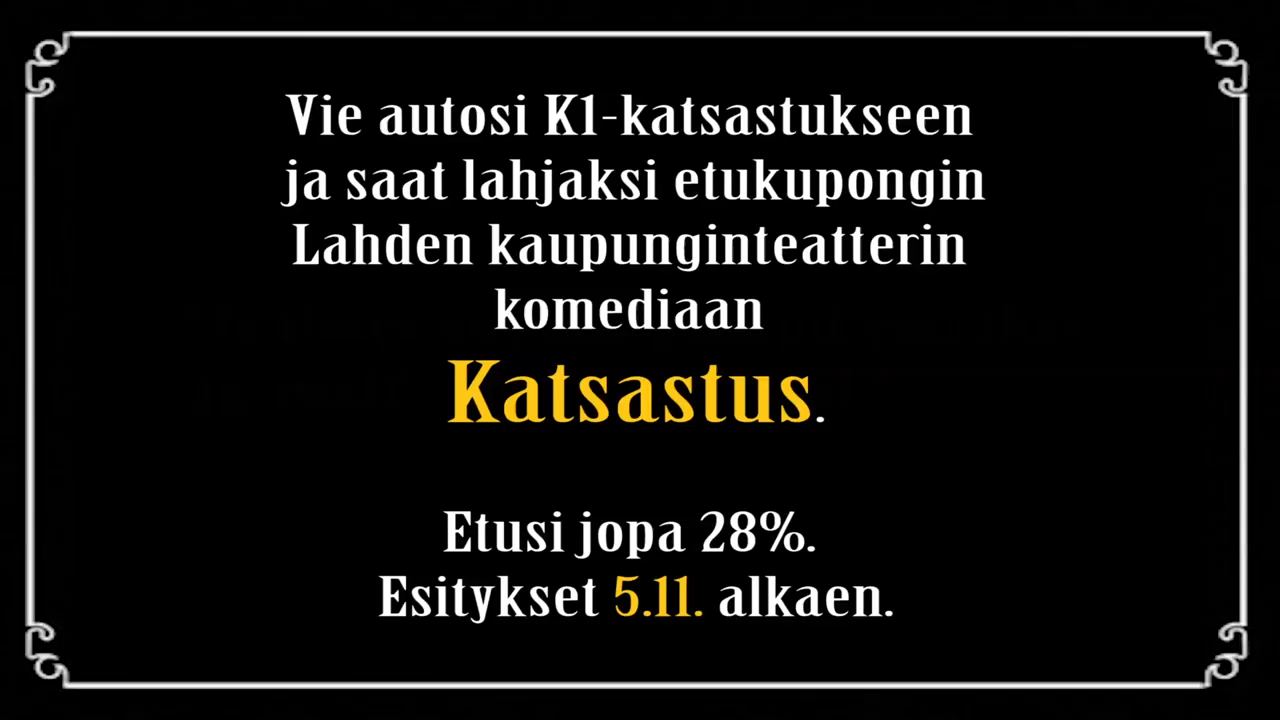 Vie autosi K1-katsastukseen
ja saat lahjaksi etukupongin
Lahden kaupunginteatterin
komediaan
Katsastus.
Etusi jopa 28%.
Esitykset 5.11. alkaen.